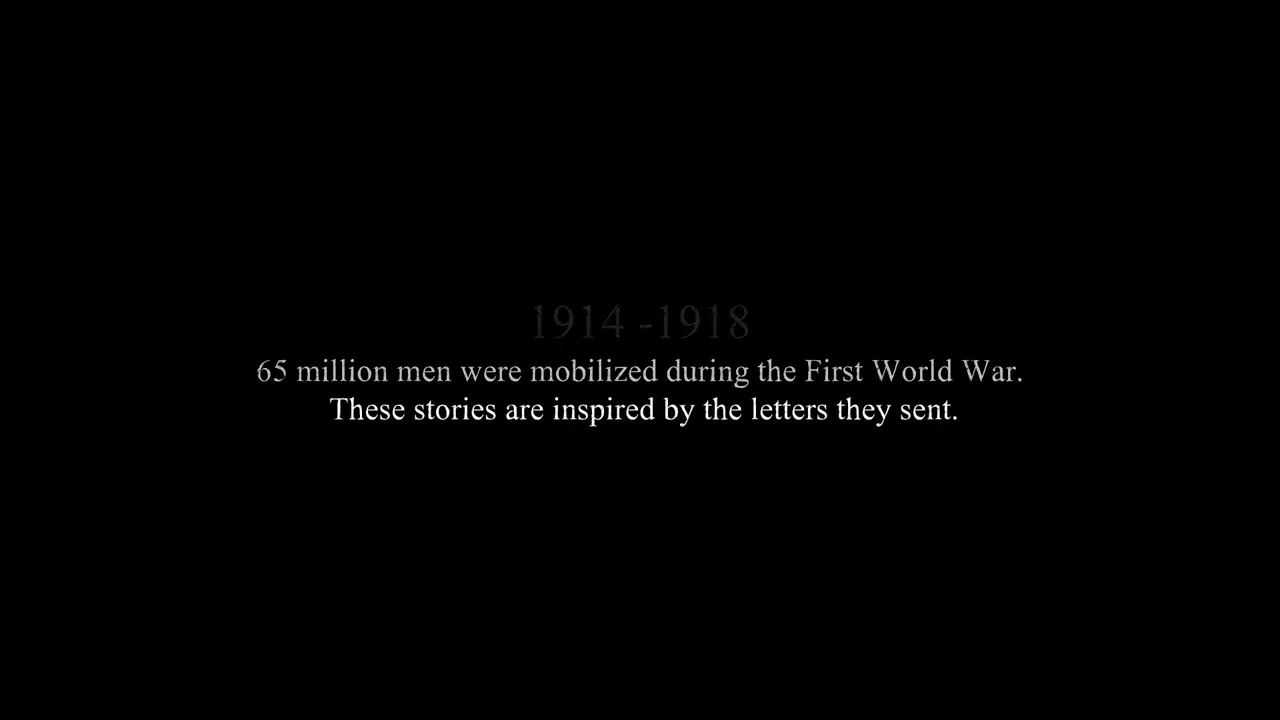 1914 -1918
65 million men were mobilized during the First World War.
These stories are inspired by the letters they sent.